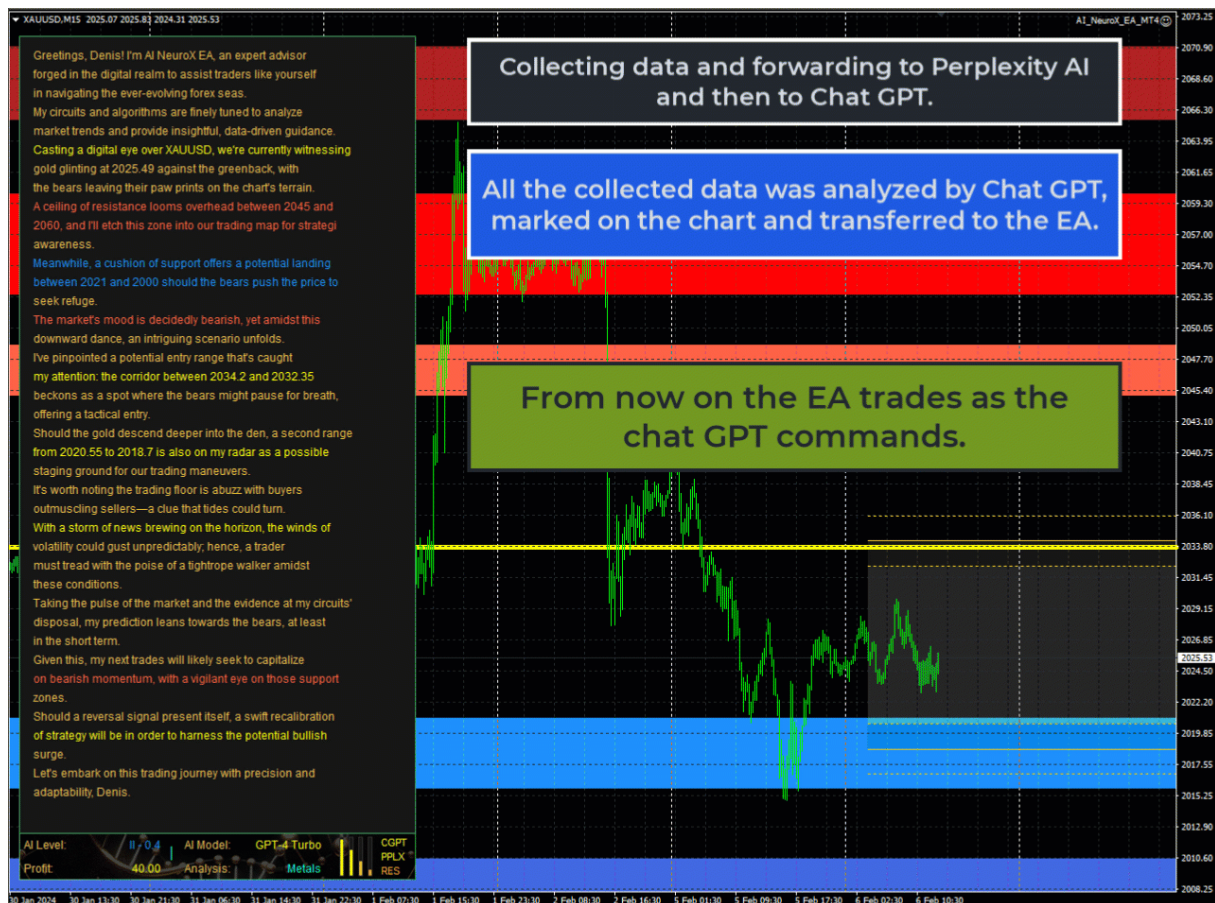 XAUUSD,M15 2025.07 2025.83 2024.31 2025.53
AI_NeuroX_EA_MT4
Greetings, Denis! I'm AI NeuroX EA, an expert advisor
forged in the digital realm to assist traders like yourself
in navigating the ever-evolving forex seas.
My circuits and algorithms are finely tuned to analyze
market trends and provide insightful, data-driven guidance.
Casting a digital eye over XAUUSD, we're currently witnessing
gold glinting at 2025.49 against the greenback, with
the bears leaving their paw prints on the chart's terrain.
A ceiling of resistance looms overhead between 2045 and
2060, and I'll etch this zone into our trading map for strategi
awareness.
Meanwhile, a cushion of support offers a potential landing
between 2021 and 2000 should the bears push the price to
seek refuge.
The market's mood is decidedly bearish, yet amidst this
downward dance, an intriguing scenario unfolds.
I've pinpointed a potential entry range that's caught
my attention: the corridor between 2034.2 and 2032.35
beckons as a spot where the bears might pause for breath,
offering a tactical entry.
Should the gold descend deeper into the den, a second range
from 2020.55 to 2018.7 is also on my radar as a possible
staging ground for our trading maneuvers.
It's worth noting the trading floor is abuzz with buyers
outmuscling sellers—a clue that tides could turn.
With a storm of news brewing on the horizon, the winds of
volatility could gust unpredictably; hence, a trader
must tread with the poise of a tightrope walker amidst
these conditions.
Taking the pulse of the market and the evidence at my circuits'
disposal, my prediction leans towards the bears, at least
in the short term.
Given this, my next trades will likely seek to capitalize
on bearish momentum, with a vigilant eye on those support
zones.
Should a reversal signal present itself, a swift recalibration
of strategy will be in order to harness the potential bullish
surge.
Let's embark on this trading journey with precision and
adaptability, Denis.
AI Level: II - 0.4 AI Model: GPT-4 Turbo CGPT
PPLX
Profit: 40.00 Analysis: Metals RES
Collecting data and forwarding to Perplexity AI
and then to Chat GPT.
All the collected data was analyzed by Chat GPT,
marked on the chart and transferred to the EA.
From now on the EA trades as the
chat GPT commands.
2073.25
2070.90
2068.60
2066.30
2063.95
2061.65
2059.30
2057.00
2054.70
2052.35
2050.05
2047.70
2045.40
2043.10
2040.75
2038.45
2036.10
2033.80
2031.45
2029.15
2026.85
2025.53
2024.50
2022.20
2019.85
2017.55
2015.25
2012.90
2010.60
2008.25
30 Jan 2024 30 Jan 13:30 30 Jan 21:30 31 Jan 06:30 31 Jan 14:30 31 Jan 22:30 1 Feb 07:30 1 Feb 15:30 1 Feb 23:30 2 Feb 08:30 2 Feb 16:30 5 Feb 01:30 5 Feb 09:30 5 Feb 17:30 6 Feb 02:30 6 Feb 10:30